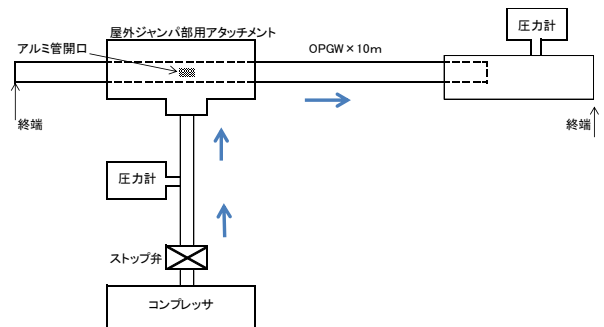 圧力計
屋外ジャンパ部用アタッチメント
アルミ管開口
OPGW×10m
終端
終端
圧力計
ストップ弁
コンプレッサ